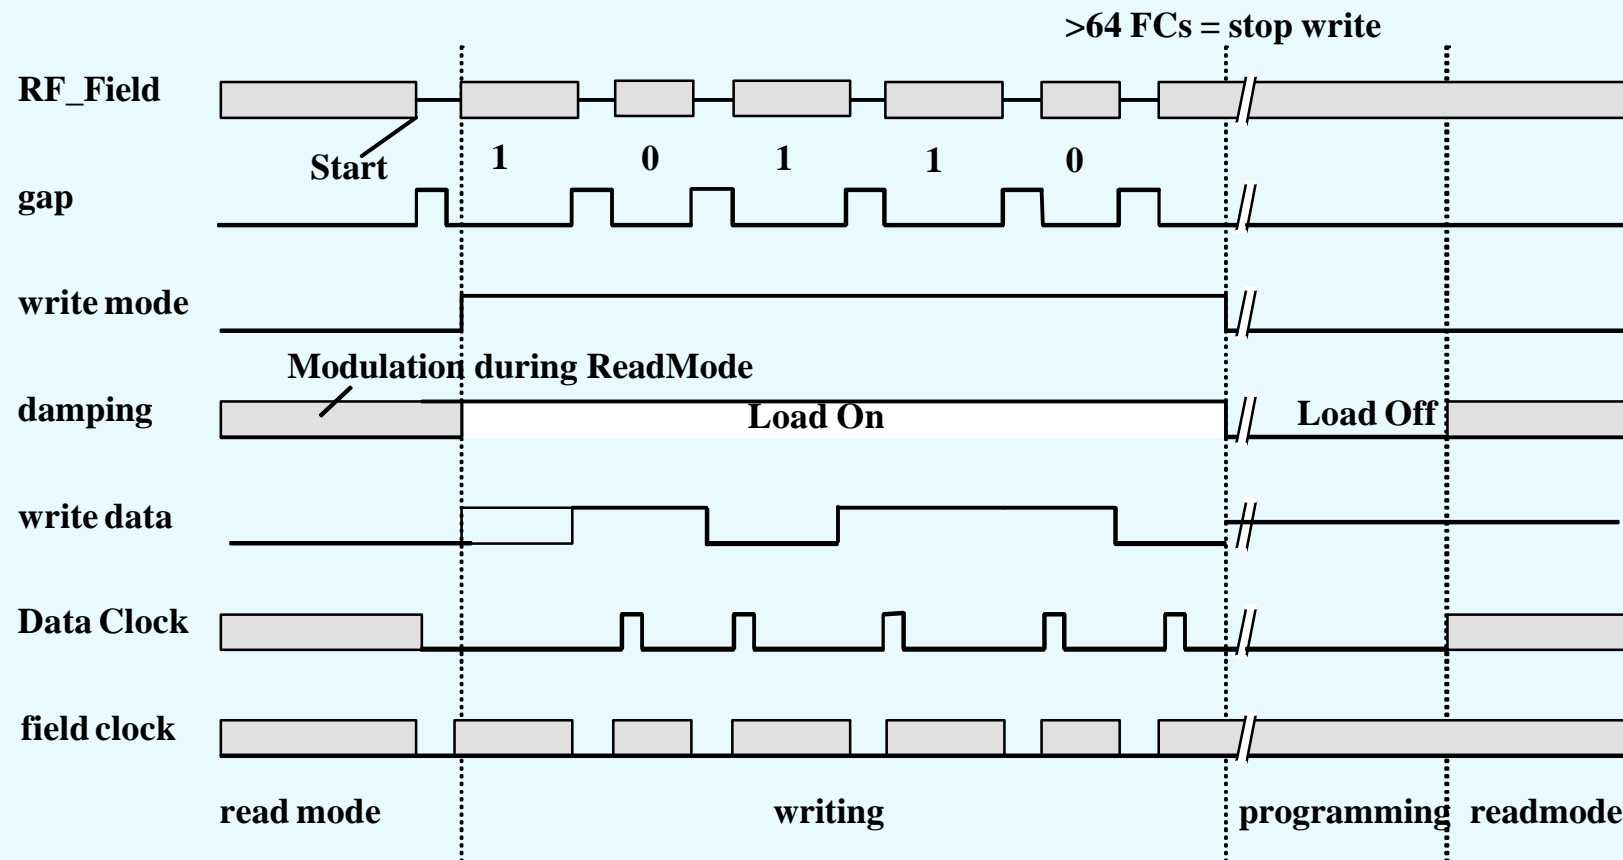 >64 FCs = stop write
RF_Field
Start
1 0 1 1 0
gap
write mode
Modulation during ReadMode
damping
Load On
Load Off
write data
Data Clock
field clock
read mode
writing
programming
readmode